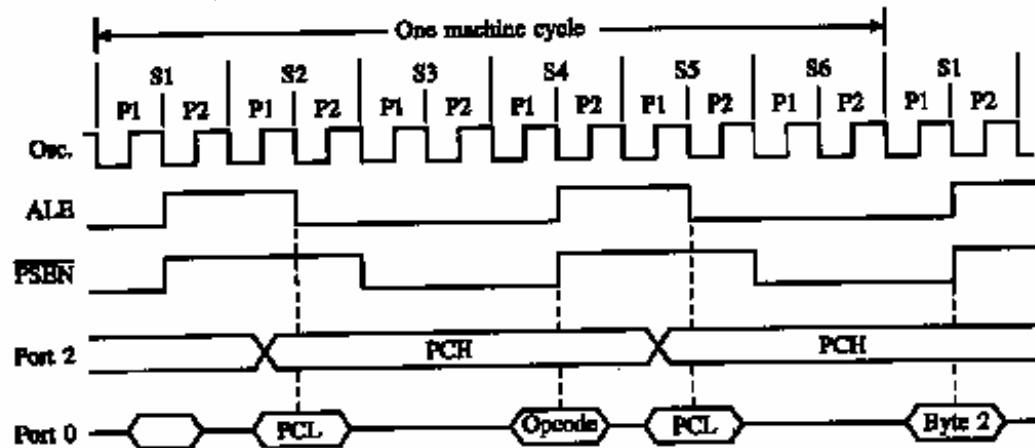 One machine cycle
S1 S2 S3 S4 S5 S6 S1
P1 P2 P1 P2 P1 P2 P1 P2 P1 P2 P1 P2 P1 P2
Osc.
ALE
PSEN
Port 2 PCH PCH
Port 0 PCL Opcode PCL Byte 2